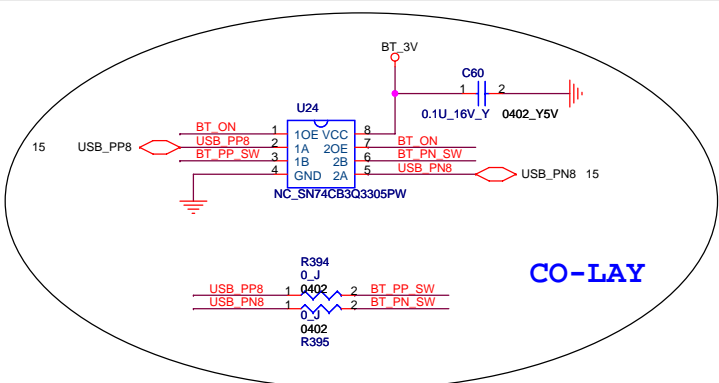 BT_3V
C60
1 2
0.1U_16V_Y 0402_Y5V
U24
BT_ON 1 1OE VCC 8
15 USB_PP8 USB_PP8 2 1A 2OE 7 BT_ON
BT_PP_SW 3 1B 2B 6 BT_PN_SW
4 GND 2A 5 USB_PN8 USB_PN8 15
NC_SN74CB3Q3305PW
CO-LAY
R394
0_J
USB_PP8 1 0402 2 BT_PP_SW
USB_PN8 1 2 BT_PN_SW
0_J
0402
R395